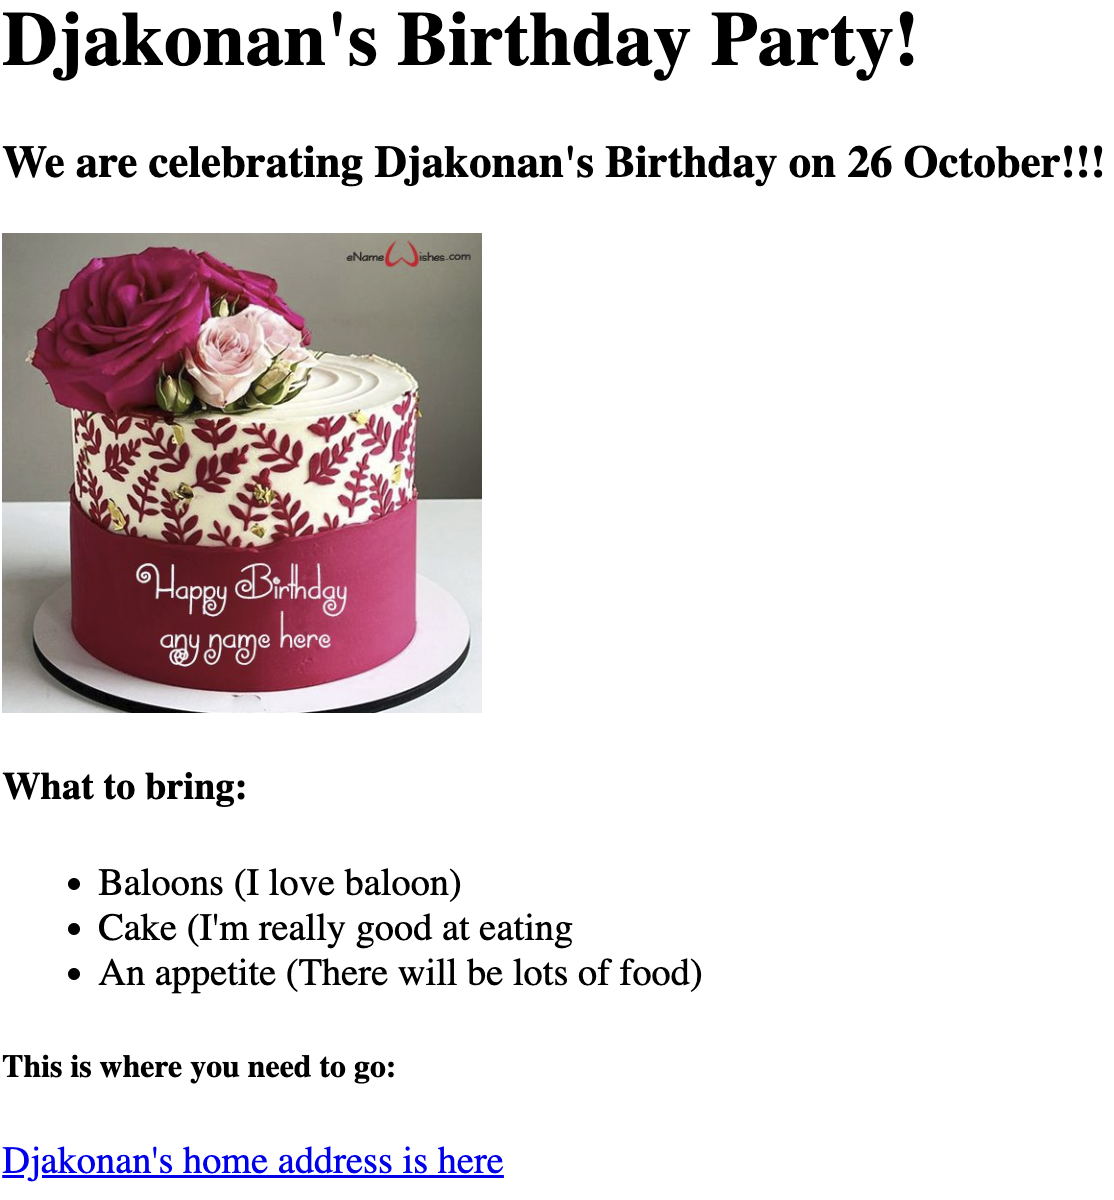 Djakonan's Birthday Party!
We are celebrating Djakonan's Birthday on 26 October!!!
eNameWishes.com
Happy Birthday
any name here
What to bring:
• Baloons (I love baloon)
• Cake (I'm really good at eating
• An appetite (There will be lots of food)
This is where you need to go:
Djakonan's home address is here